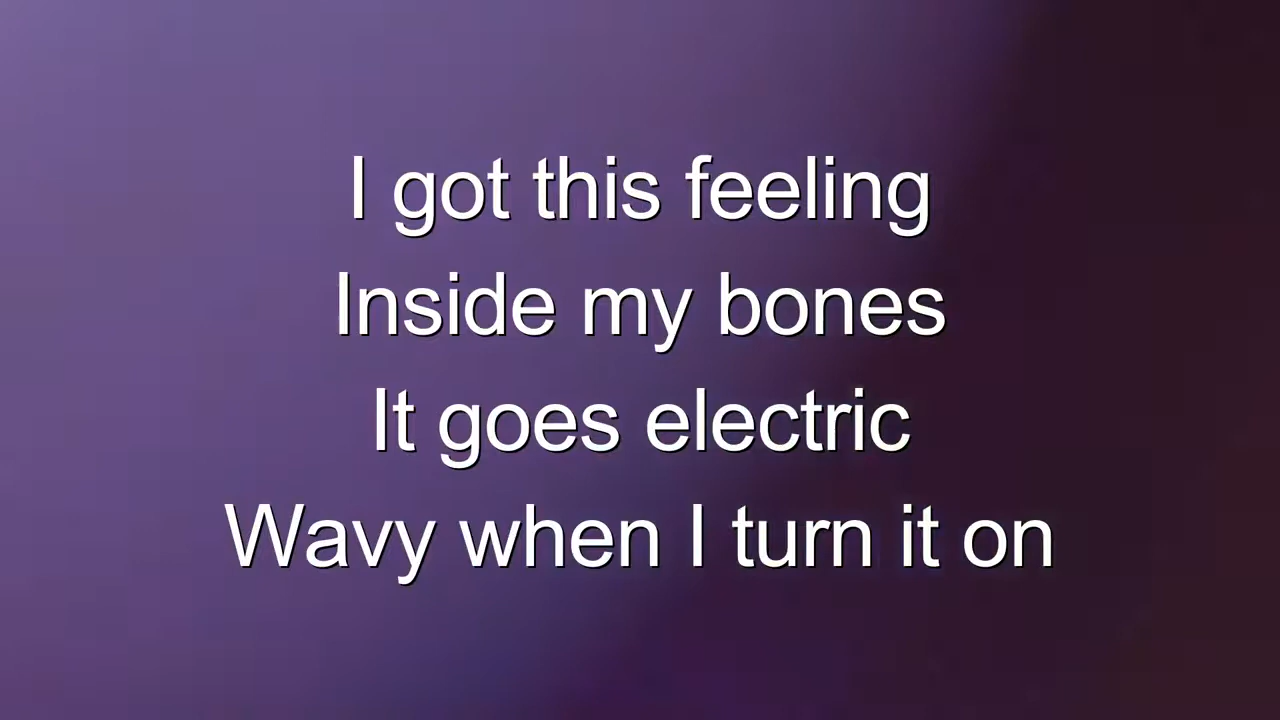 I got this feeling
Inside my bones
It goes electric
Wavy when I turn it on